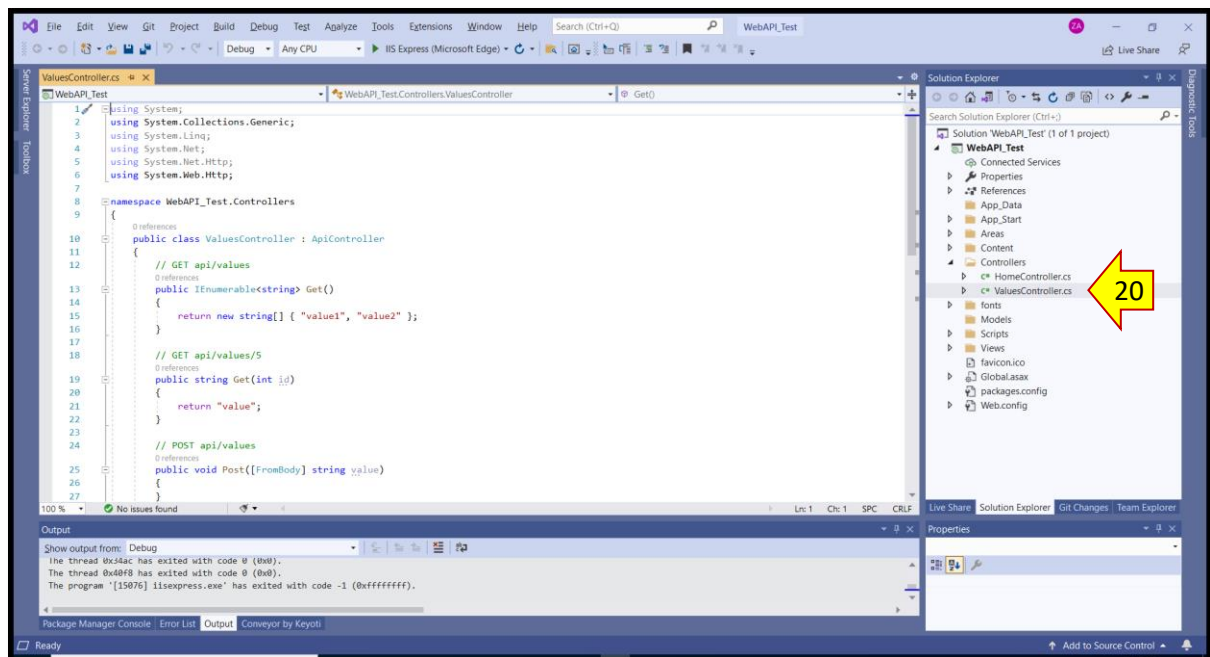 File Edit View Git Project Build Debug Test Analyze Tools Extensions Window Help Search (Ctrl+Q) WebAPI_Test ZA
Debug Any CPU IIS Express (Microsoft Edge) Live Share
Server Explorer
Toolbox
ValuesController.cs
WebAPI_Test WebAPI_Test.Controllers.ValuesController Get()
1 using System;
2 using System.Collections.Generic;
3 using System.Linq;
4 using System.Net;
5 using System.Net.Http;
6 using System.Web.Http;
7
8 namespace WebAPI_Test.Controllers
9 {
0 references
10 public class ValuesController : ApiController
11 {
12 // GET api/values
0 references
13 public IEnumerable<string> Get()
14 {
15 return new string[] { "value1", "value2" };
16 }
17
18 // GET api/values/5
0 references
19 public string Get(int id)
20 {
21 return "value";
22 }
23
24 // POST api/values
0 references
25 public void Post([FromBody] string value)
26 {
27 }
100 % No issues found Ln: 1 Ch: 1 SPC CRLF
Output
Show output from: Debug
The thread 0x34ac has exited with code 0 (0x0).
The thread 0x40f8 has exited with code 0 (0x0).
The program '[15076] iisexpress.exe' has exited with code -1 (0xffffffff).
Package Manager Console Error List Output Conveyor by Keyoti
Solution Explorer
Search Solution Explorer (Ctrl+;)
Solution 'WebAPI_Test' (1 of 1 project)
WebAPI_Test
Connected Services
Properties
References
App_Data
App_Start
Areas
Content
Controllers
C# HomeController.cs
C# ValuesController.cs
20
fonts
Models
Scripts
Views
favicon.ico
Global.asax
packages.config
Web.config
Live Share Solution Explorer Git Changes Team Explorer
Properties
Diagnostic Tools
Ready Add to Source Control